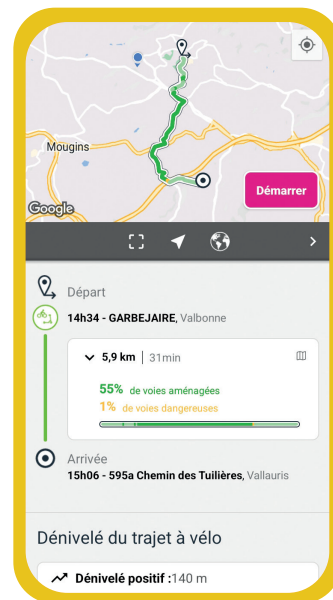 Mougins
Démarrer
Google
Départ
14h34 - GARBEJAIRE, Valbonne
5,9 km | 31min
55% de voies aménagées
1% de voies dangereuses
Arrivée
15h06 - 595a Chemin des Tuilières, Vallauris
Dénivelé du trajet à vélo
Dénivelé positif :140 m